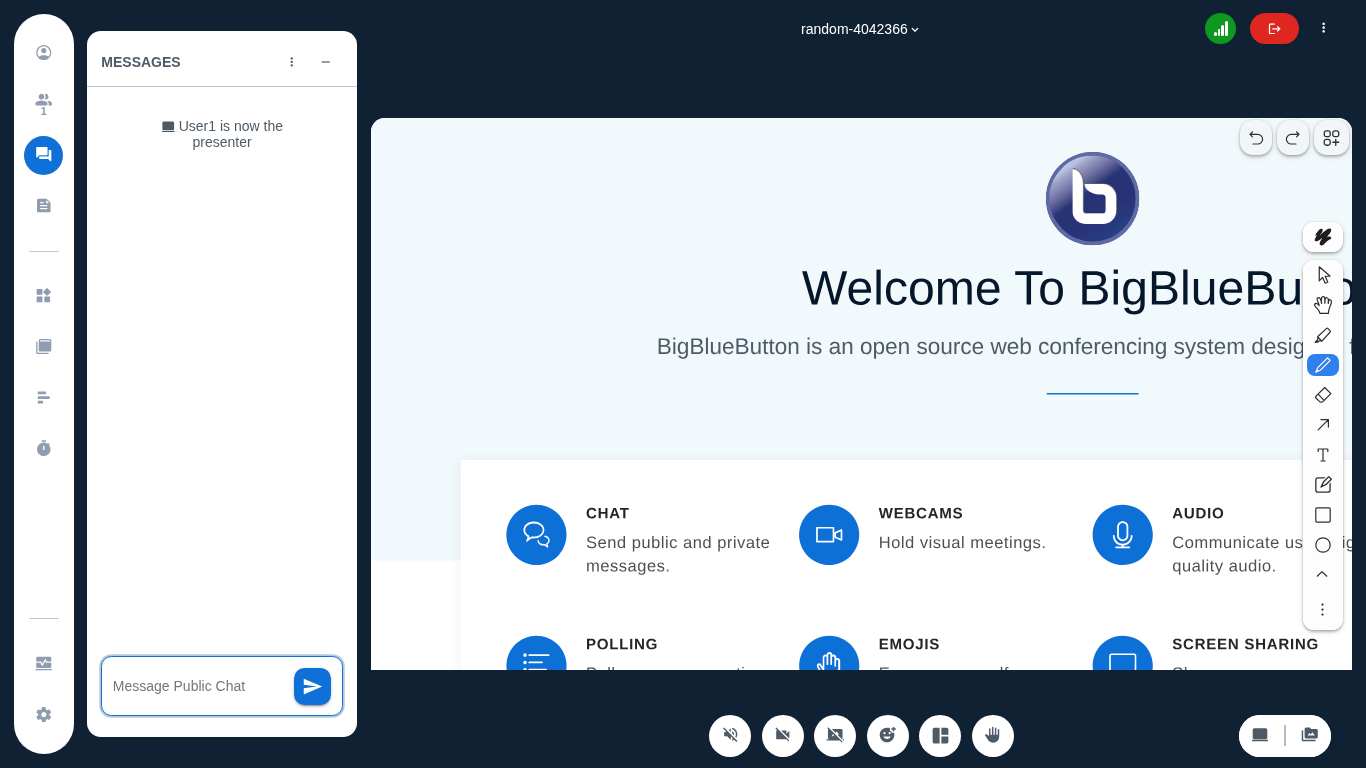 random-4042366
1
MESSAGES
User1 is now the
presenter
Message Public Chat
Welcome To BigBlueBu
BigBlueButton is an open source web conferencing system
CHAT
Send public and private
messages.
WEBCAMS
Hold visual meetings.
AUDIO
Communicate
quality audio.
POLLING
EMOJIS
SCREEN SHARING